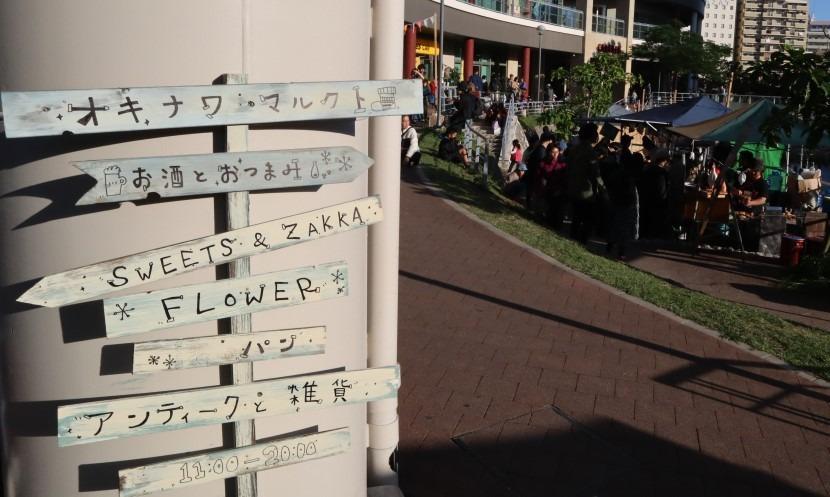 オキナワ マルクト
お酒とおつまみ
SWEETS & ZAKKA
FLOWER
パン
アンティークと 雑貨
11:00-20:00